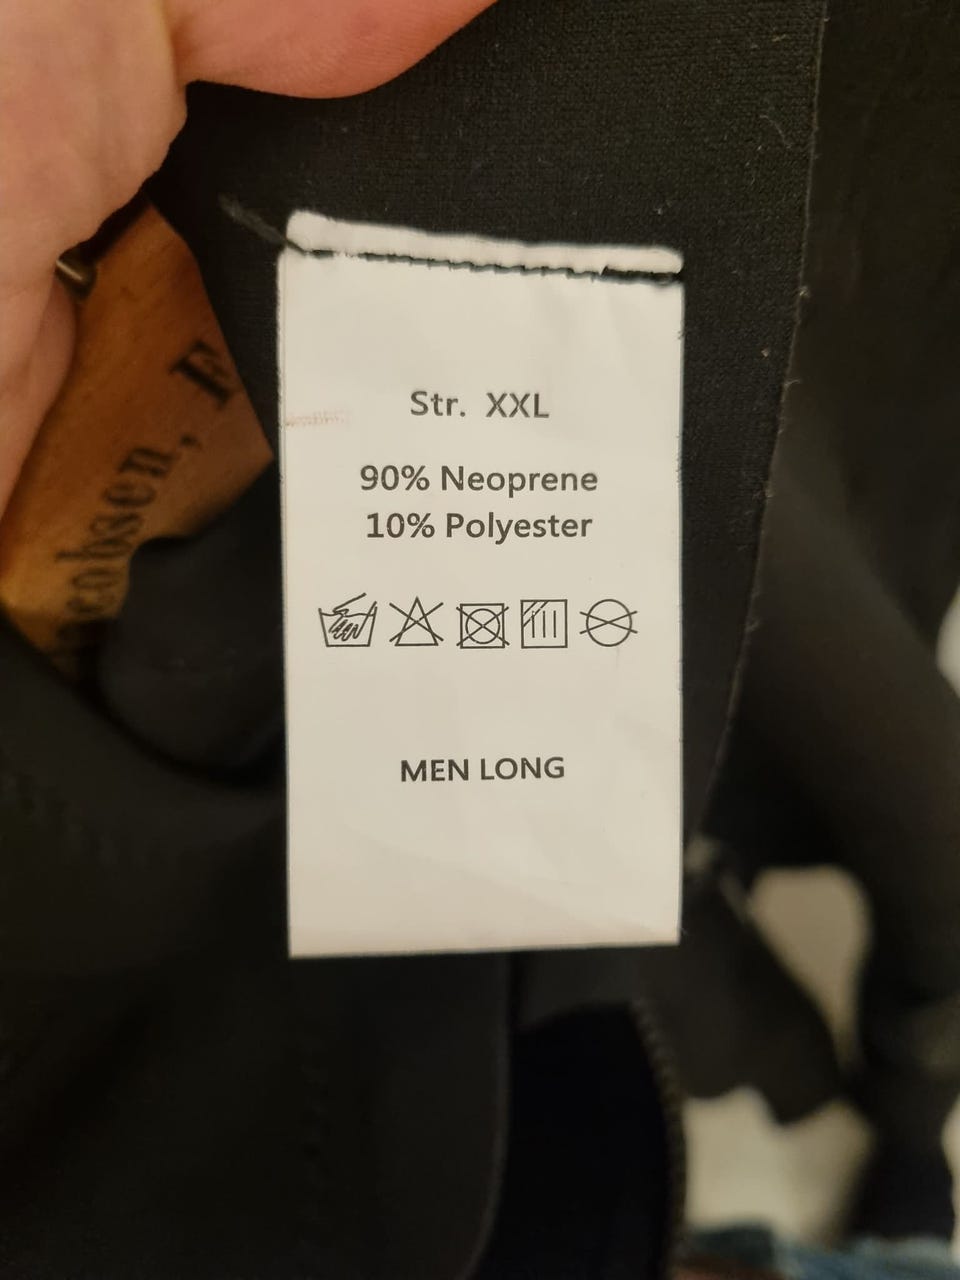 Str. XXL
90% Neoprene
10% Polyester
MEN LONG